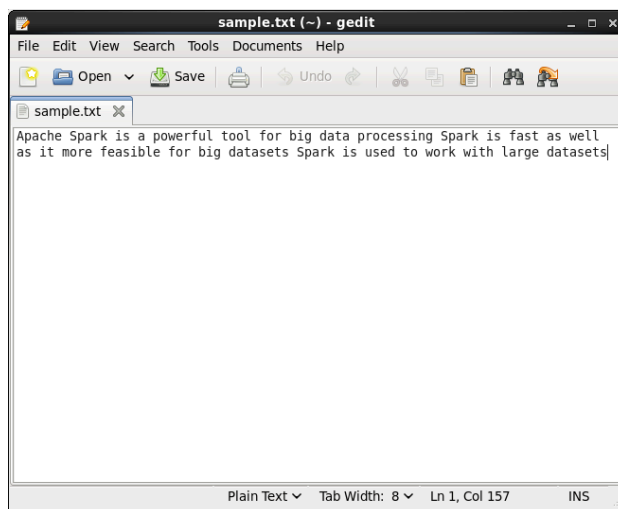 sample.txt (~) - gedit
File Edit View Search Tools Documents Help
Open Save Undo
sample.txt
Apache Spark is a powerful tool for big data processing Spark is fast as well
as it more feasible for big datasets Spark is used to work with large datasets
Plain Text Tab Width: 8 Ln 1, Col 157 INS